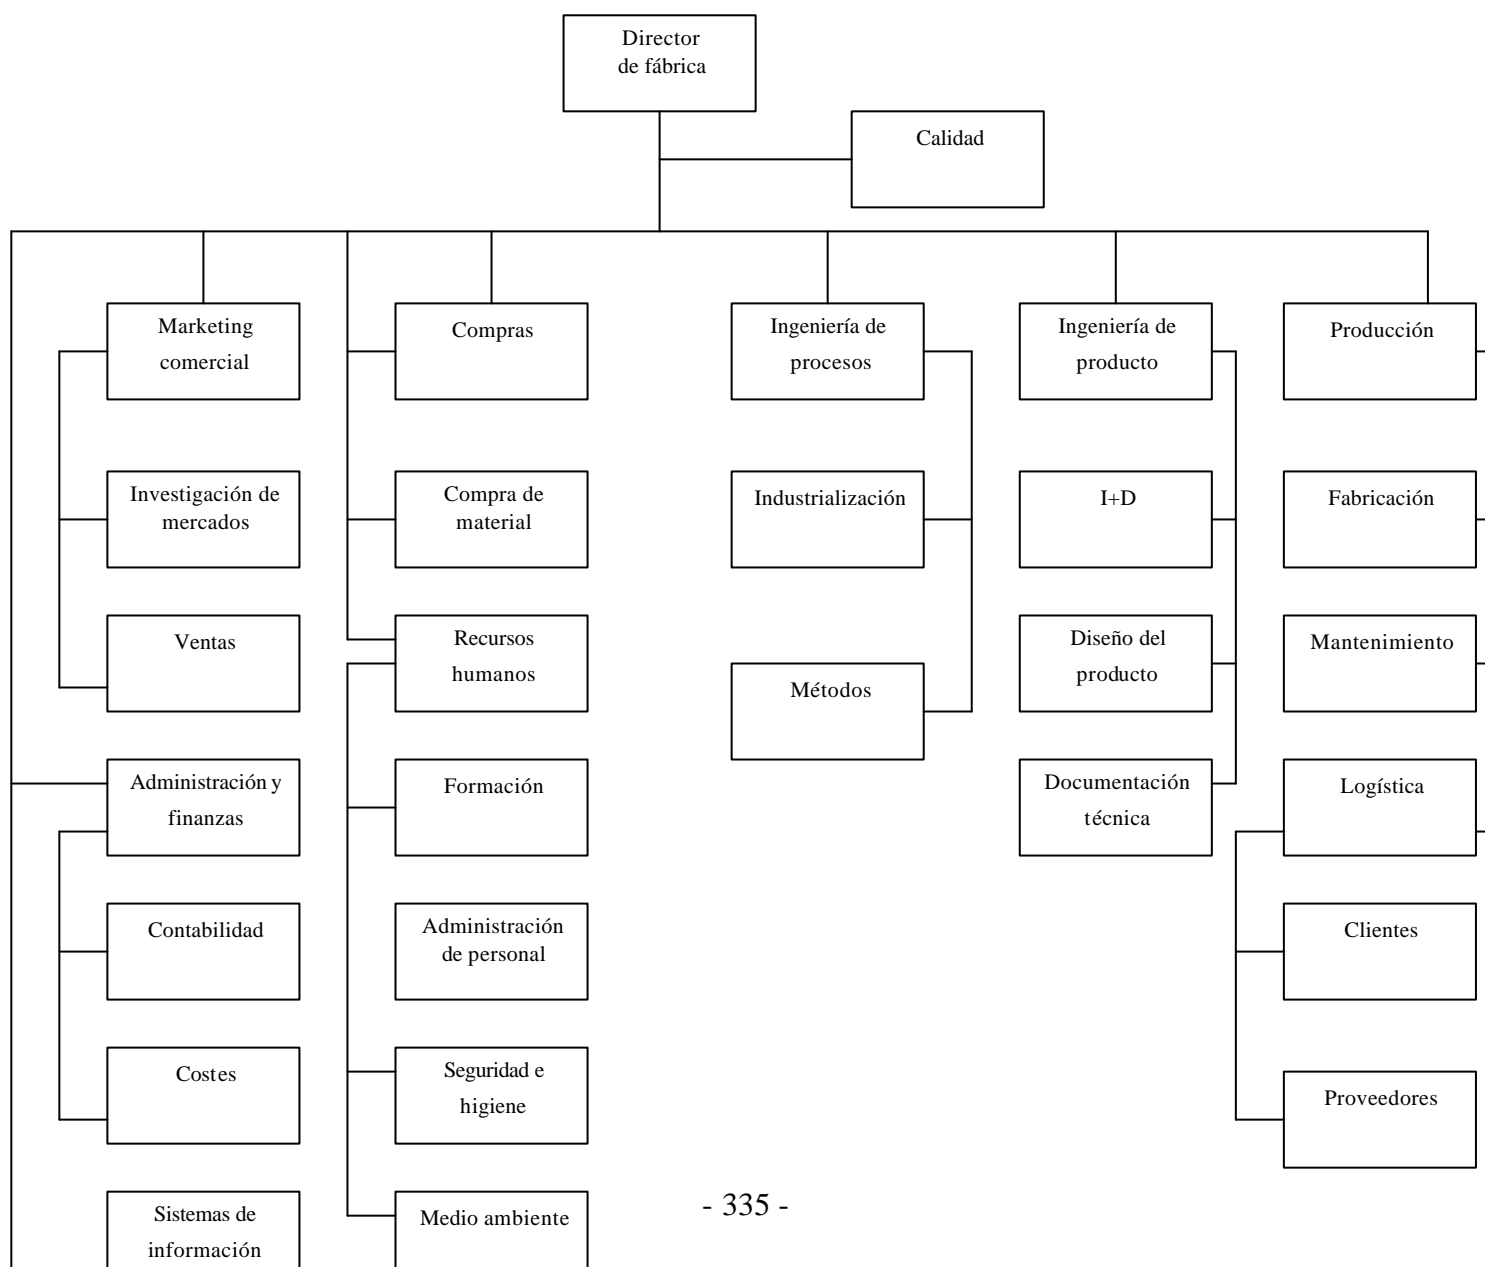 Director
de fábrica
Calidad
Marketing
comercial
Compras
Ingeniería de
procesos
Ingeniería de
producto
Producción
Investigación de
mercados
Compra de
material
Industrialización
I+D
Fabricación
Ventas
Recursos
humanos
Métodos
Diseño del
producto
Mantenimiento
Administración y
finanzas
Formación
Documentación
técnica
Logística
Contabilidad
Administración
de personal
Clientes
Costes
Seguridad e
higiene
Proveedores
Sistemas de
información
Medio ambiente
- 335 -